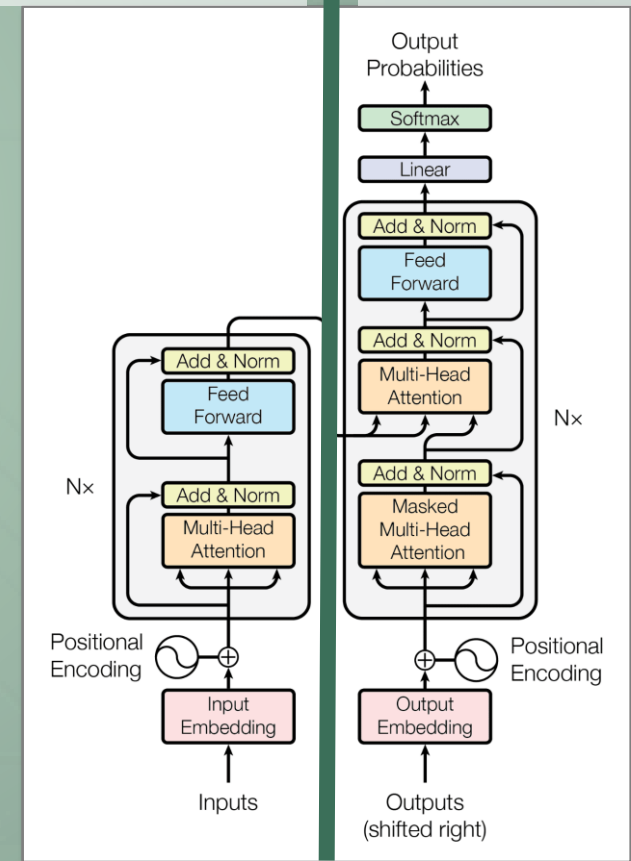 Output
Probabilities
Softmax
Linear
Add & Norm
Feed
Forward
Add & Norm
Multi-Head
Attention
Nx
Add & Norm
Masked
Multi-Head
Attention
Positional
Encoding
Output
Embedding
Outputs
(shifted right)
Add & Norm
Feed
Forward
Nx
Add & Norm
Multi-Head
Attention
Positional
Encoding
Input
Embedding
Inputs